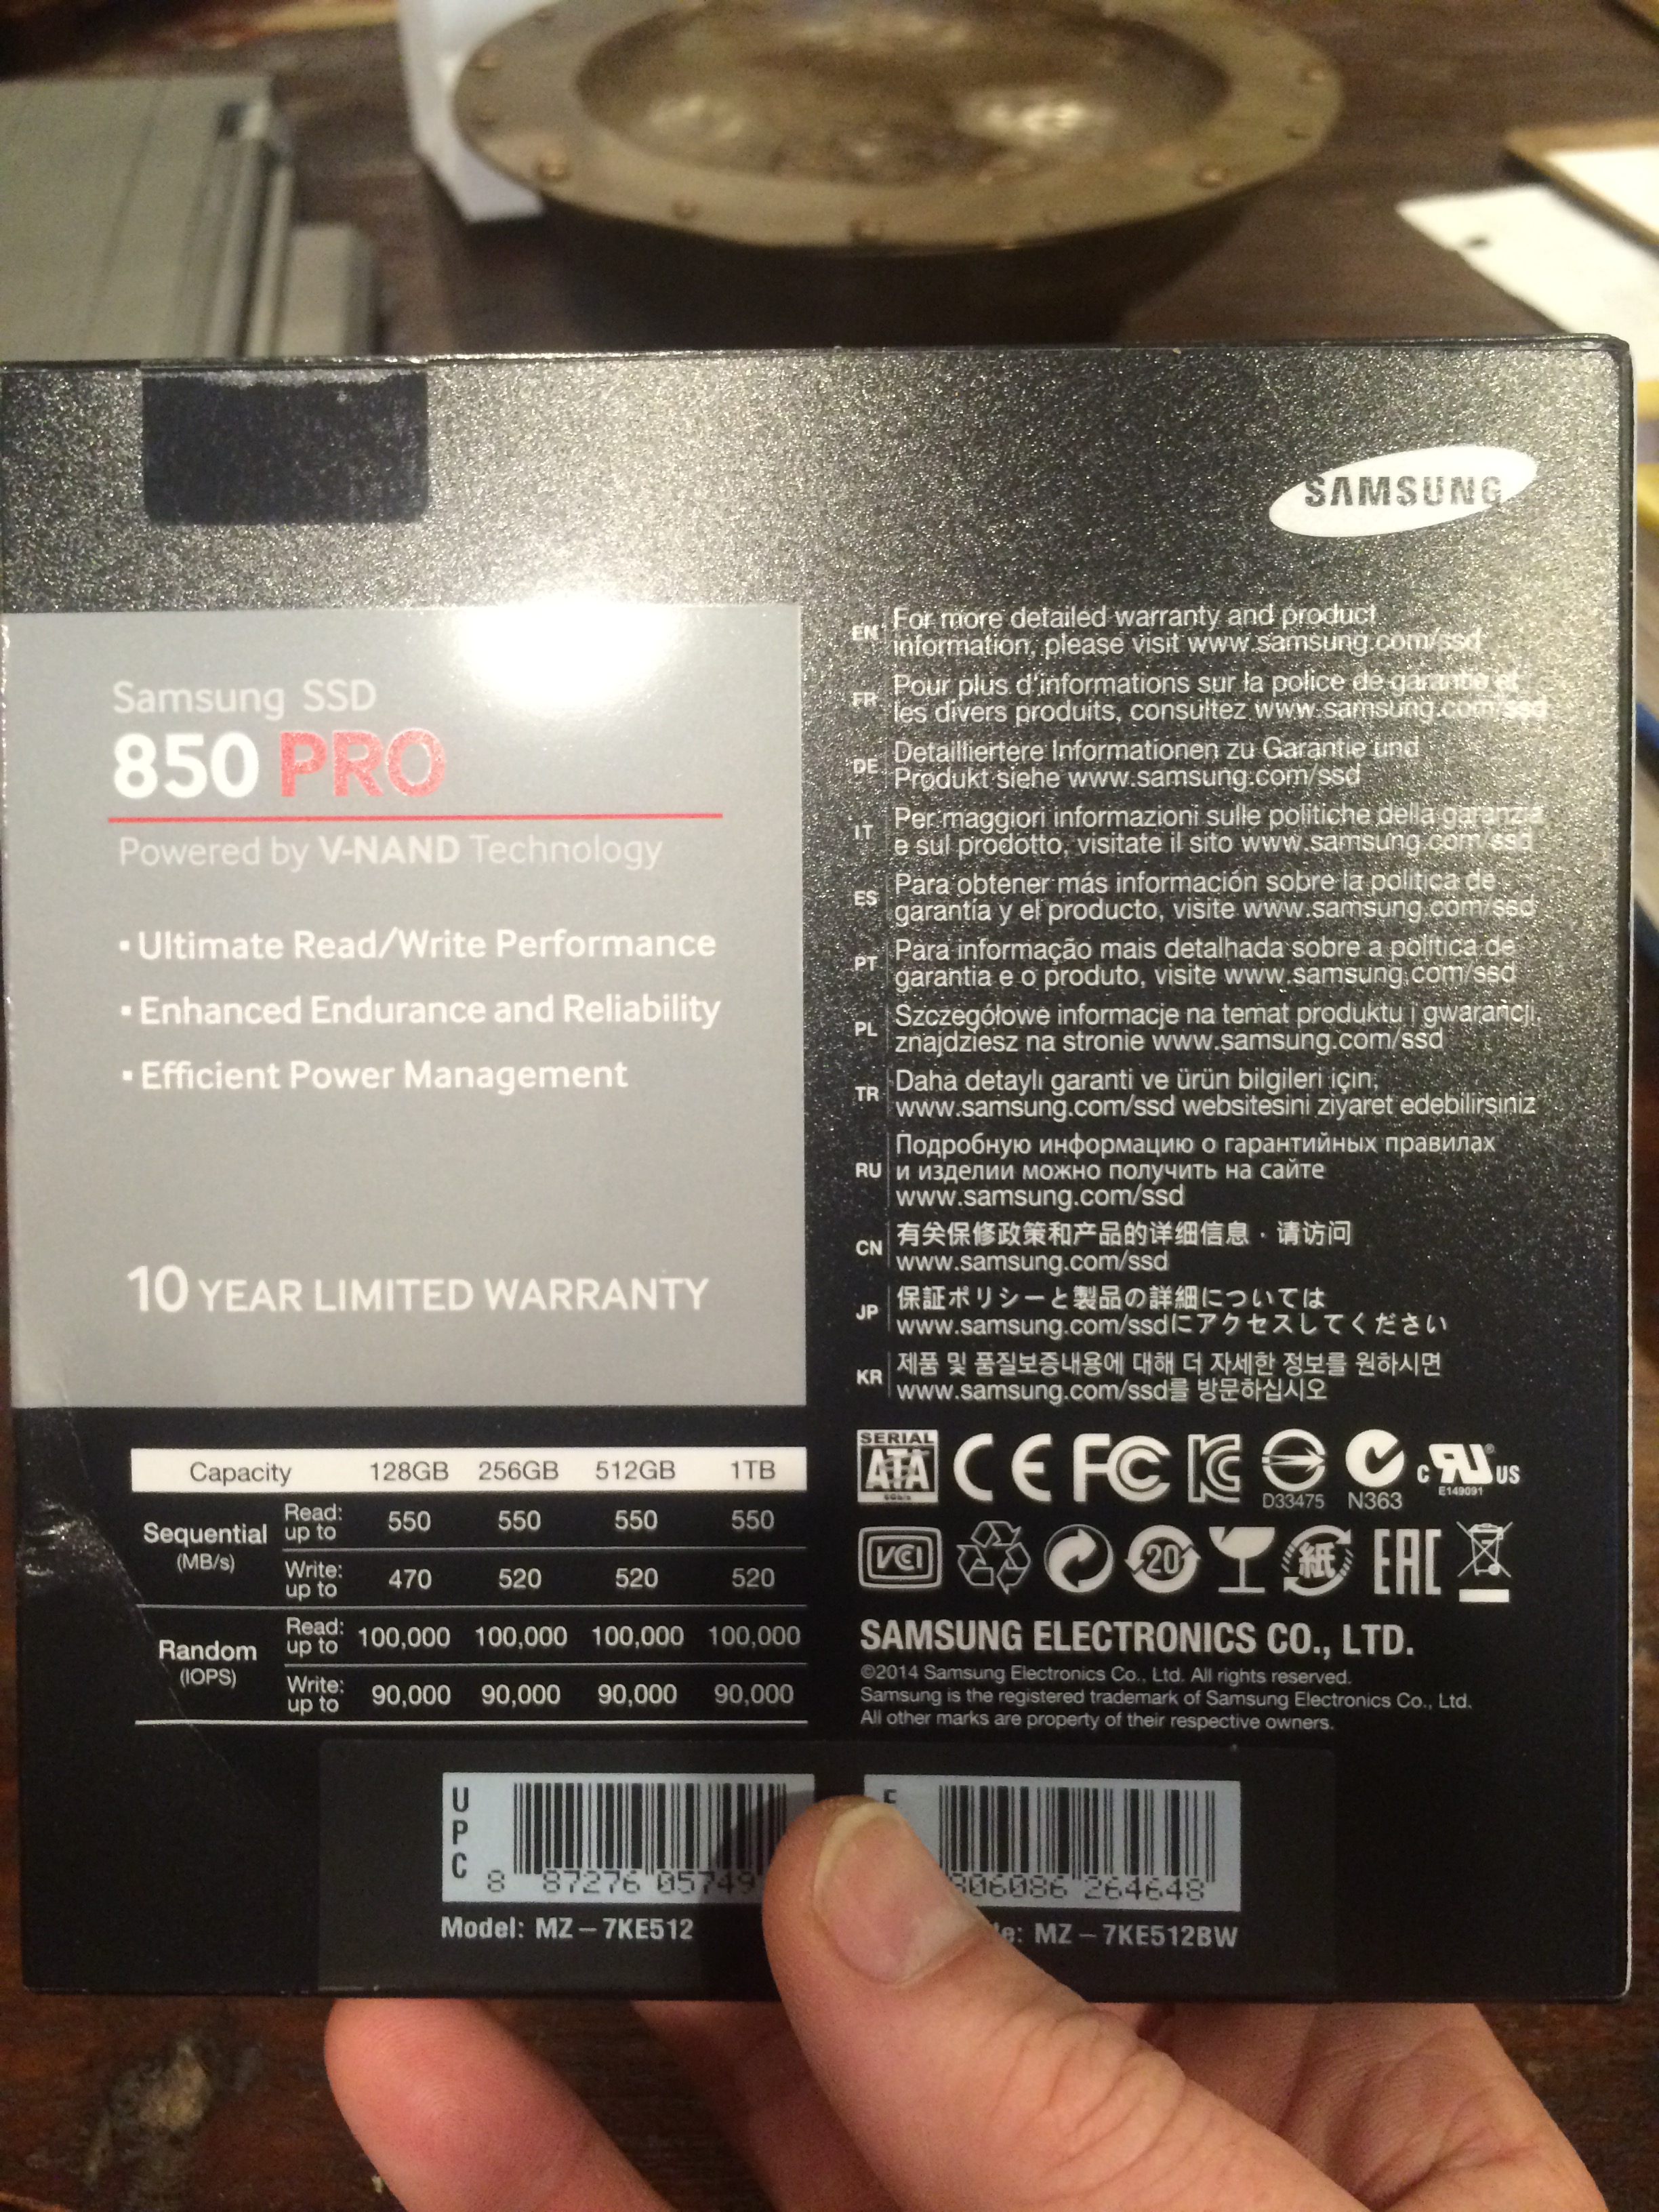 SAMSUNG
Samsung SSD
850 PRO
Powered by V-NAND Technology
▪ Ultimate Read/Write Performance
▪ Enhanced Endurance and Reliability
▪ Efficient Power Management
10 YEAR LIMITED WARRANTY
EN For more detailed warranty and product
information, please visit www.samsung.com/ssd
FR Pour plus d'informations sur la police de garantie et
les divers produits, consultez www.samsung.com/ssd
DE Detailliertere Informationen zu Garantie und
Produkt siehe www.samsung.com/ssd
IT Per maggiori informazioni sulle politiche della garanzia
e sul prodotto, visitate il sito www.samsung.com/ssd
ES Para obtener más información sobre la política de
garantía y el producto, visite www.samsung.com/ssd
PT Para informação mais detalhada sobre a política de
garantia e o produto, visite www.samsung.com/ssd
PL Szczegółowe informacje na temat produktu i gwarancji,
znajdziesz na stronie www.samsung.com/ssd
TR Daha detaylı garanti ve ürün bilgileri için,
www.samsung.com/ssd websitesini ziyaret edebilirsiniz
RU Подробную информацию о гарантийных правилах
и изделии можно получить на сайте
www.samsung.com/ssd
CN 有关保修政策和产品的详细信息 · 请访问
www.samsung.com/ssd
JP 保証ポリシーと製品の詳細については
www.samsung.com/ssdにアクセスしてください
KR 제품 및 품질보증내용에 대해 더 자세한 정보를 원하시면
www.samsung.com/ssd를 방문하십시오
Capacity 128GB 256GB 512GB 1TB
Sequential (MB/s) Read: up to 550 550 550 550
Write: up to 470 520 520 520
Random (IOPS) Read: up to 100,000 100,000 100,000 100,000
Write: up to 90,000 90,000 90,000 90,000
SERIAL ATA CE FC KC D33475 N363 c RU ® US E149091
VCCI 20 紙 EAC
SAMSUNG ELECTRONICS CO., LTD.
©2014 Samsung Electronics Co., Ltd. All rights reserved.
Samsung is the registered trademark of Samsung Electronics Co., Ltd.
All other marks are property of their respective owners.
UPC
8 87276 05749
806086 264648
Model: MZ-7KE512
MZ-7KE512BW